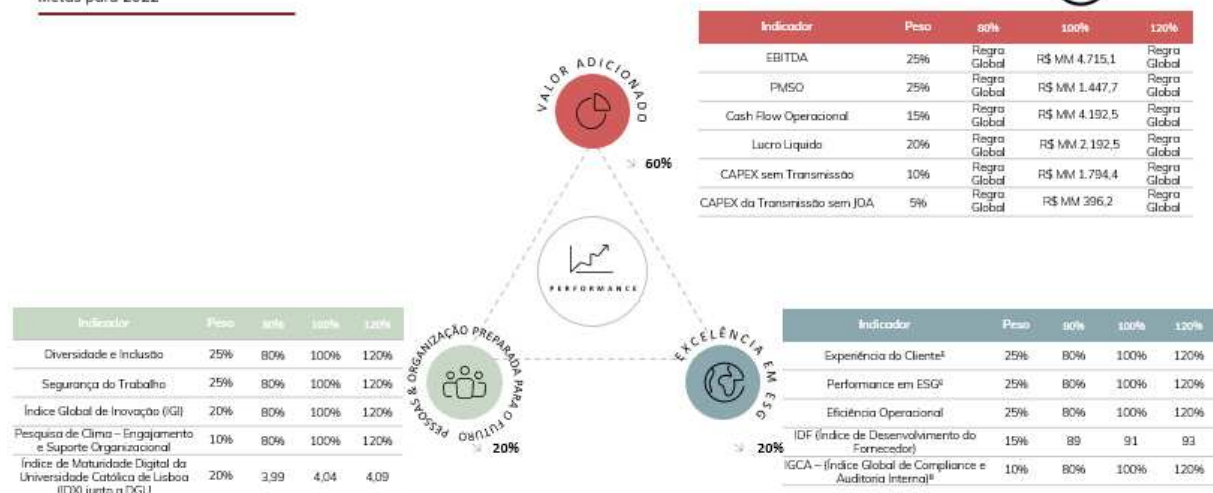 Metas para 2022
Indicador Peso 80% 100% 120%
EBITDA 25% Regra Global R$ MM 4.715,1 Regra Global
PMSO 25% Regra Global R$ MM 1.447,7 Regra Global
Cash Flow Operacional 15% Regra Global R$ MM 4.192,5 Regra Global
Lucro Liquido 20% Regra Global R$ MM 2.192,5 Regra Global
CAPEX sem Transmissão 10% Regra Global R$ MM 1.794,4 Regra Global
CAPEX da Transmissão sem JOA 5% Regra Global R$ MM 396,2 Regra Global
VALOR ADICIONADO
60%
PERFORMANCE
Indicador Peso 80% 100% 120%
Diversidade e Inclusão 25% 80% 100% 120%
Segurança do Trabalho 25% 80% 100% 120%
Índice Global de Inovação (IGI) 20% 80% 100% 120%
Pesquisa de Clima – Engajamento
e Suporte Organizacional 10% 80% 100% 120%
Índice de Maturidade Digital da
Universidade Católica de Lisboa 20% 3,99 4,04 4,09
junto a DGU
PESSOAS & ORGANIZAÇÃO PREPARADA PARA O FUTURO
20%
EXCELÊNCIA EM ESG
20%
Indicador Peso 80% 100% 120%
Experiência do Cliente 25% 80% 100% 120%
Performance em ESG 25% 80% 100% 120%
Eficiência Operacional 25% 80% 100% 120%
IDF (Índice de Desenvolvimento do
Fornecedor) 15% 89 91 93
IGCA – (Índice Global de Compliance e
Auditoria Interna) 10% 80% 100% 120%